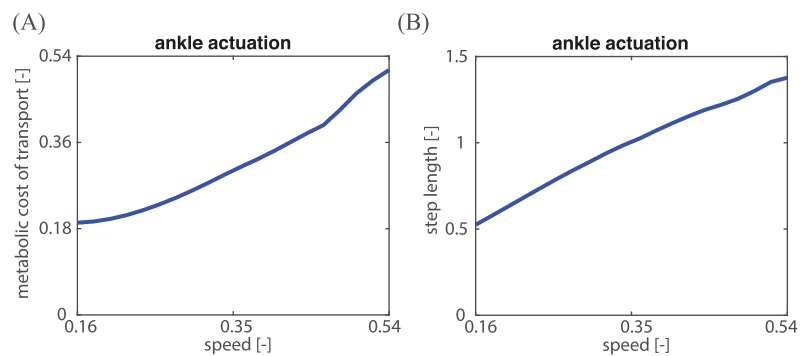 (A)
ankle actuation
metabolic cost of transport [-]
0.54
0.36
0.18
0
0.16
0.35
0.54
speed [-]
(B)
ankle actuation
step length [-]
1.5
1
0.5
0
0.16
0.35
0.54
speed [-]